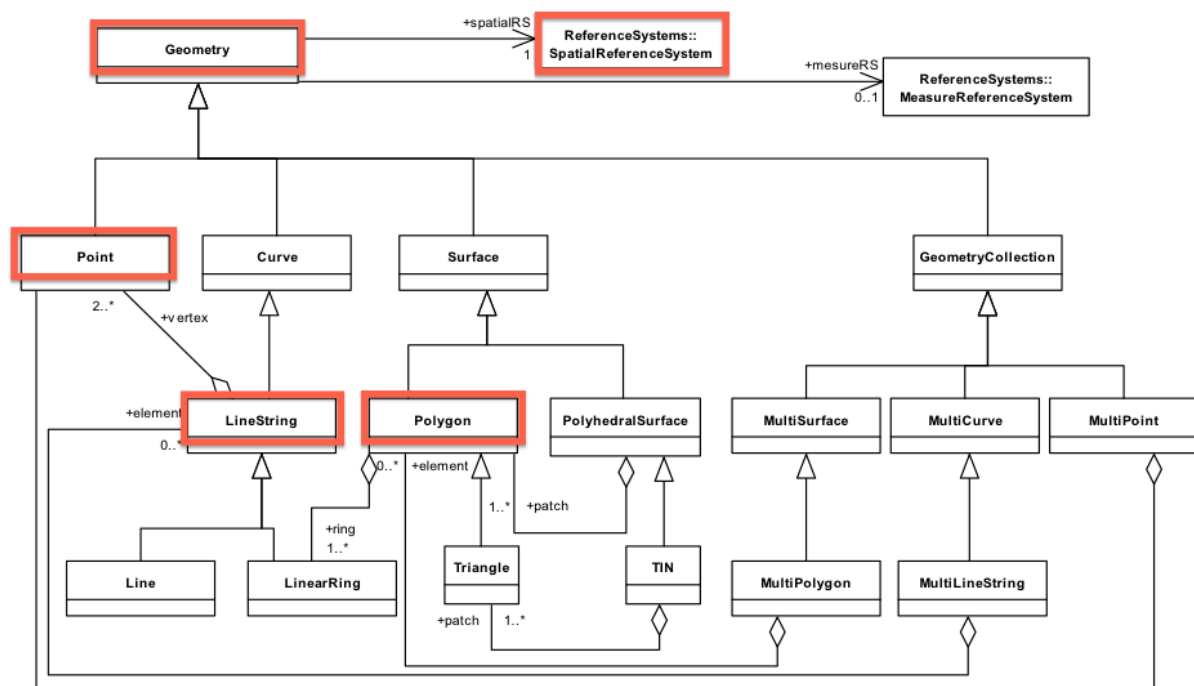 +spatialRS
Geometry
ReferenceSystems::
SpatialReferenceSystem
1
+mesureRS
ReferenceSystems::
MeasureReferenceSystem
0..1
Point
Curve
Surface
GeometryCollection
2..*
+vertex
+element
LineString
Polygon
PolyhedralSurface
MultiSurface
MultiCurve
MultiPoint
0..*
0..*
+element
1..*
+patch
+ring
1..*
Line
LinearRing
Triangle
TIN
MultiPolygon
MultiLineString
+patch
1..*